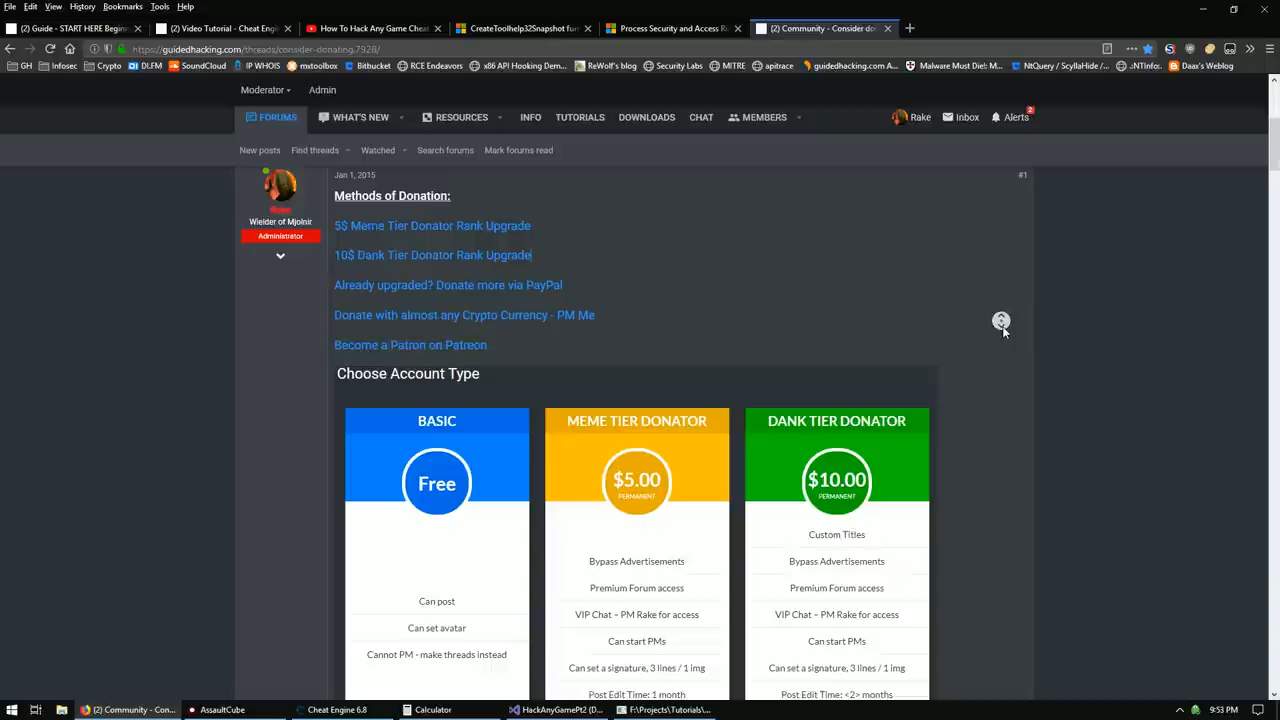 File Edit View History Bookmarks Tools Help
(2) Guide - START Beginn... (2) Video Tutorial - Cheat Engi... How To Hack Any Game Cheat... CreateToolhelp32Snapshot fun... Process Security and Access Ri... (2) Community - Consider do...
https://guidedhacking.com/threads/consider-donating.7928/
GH Infosec Crypto DLFM SoundCloud IP WHOIS mxtoolbox Bitbucket RCE Endeavors x86 API Hooking Dem... ReWolf's blog Security Labs MITRE apitrace guidedhacking.com/a... Malware Must Die!: M... NtQuery / ScyllaHide /... .:NTInfo:. Daax's Weblog
Moderator Admin
FORUMS WHAT'S NEW RESOURCES INFO TUTORIALS DOWNLOADS CHAT MEMBERS Rake Inbox Alerts 2
New posts Find threads Watched Search forums Mark forums read
Jan 1, 2015 #1
Methods of Donation:
Wielder of Mjolnir
Administrator
5$ Meme Tier Donator Rank Upgrade
10$ Dank Tier Donator Rank Upgrade
Already upgraded? Donate more via PayPal
Donate with almost any Crypto Currency - PM Me
Become a Patron on Patreon
Choose Account Type
BASIC MEME TIER DONATOR DANK TIER DONATOR
Free $5.00 $10.00
PERMANENT PERMANENT
Custom Titles
Bypass Advertisements Bypass Advertisements
Premium Forum access Premium Forum access
Can post VIP Chat – PM Rake for access VIP Chat – PM Rake for access
Can set avatar Can start PMs Can start PMs
Cannot PM - make threads instead Can set a signature, 3 lines / 1 img Can set a signature, 3 lines / 1 img
Post Edit Time: 1 month Post Edit Time: <2> months
(2) Community - Con... AssaultCube Cheat Engine 6.8 Calculator HackAnyGamePt2 (D... F:\Projects\Tutorials\... 9:53 PM